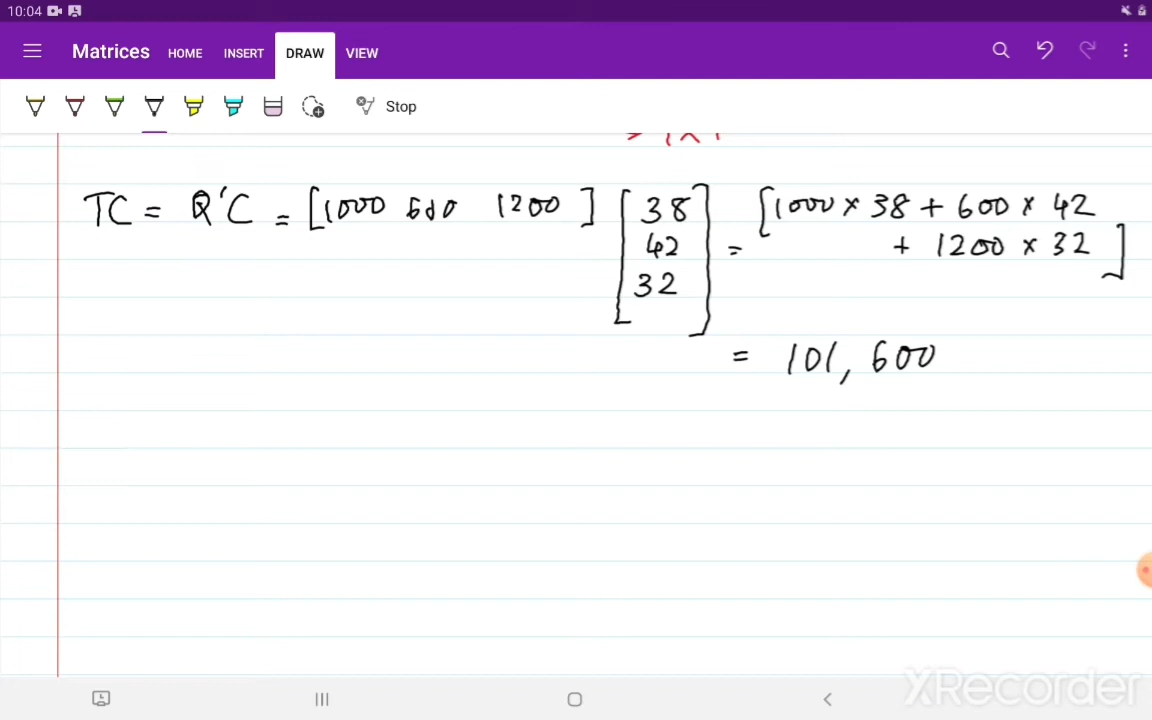 10:04
Matrices HOME INSERT DRAW VIEW
Stop
TC = Q'C = [1000 600 1200] [38 = [1000 × 38 + 600 × 42
42 + 1200 × 32]
32]
= 101,600
XRecorder